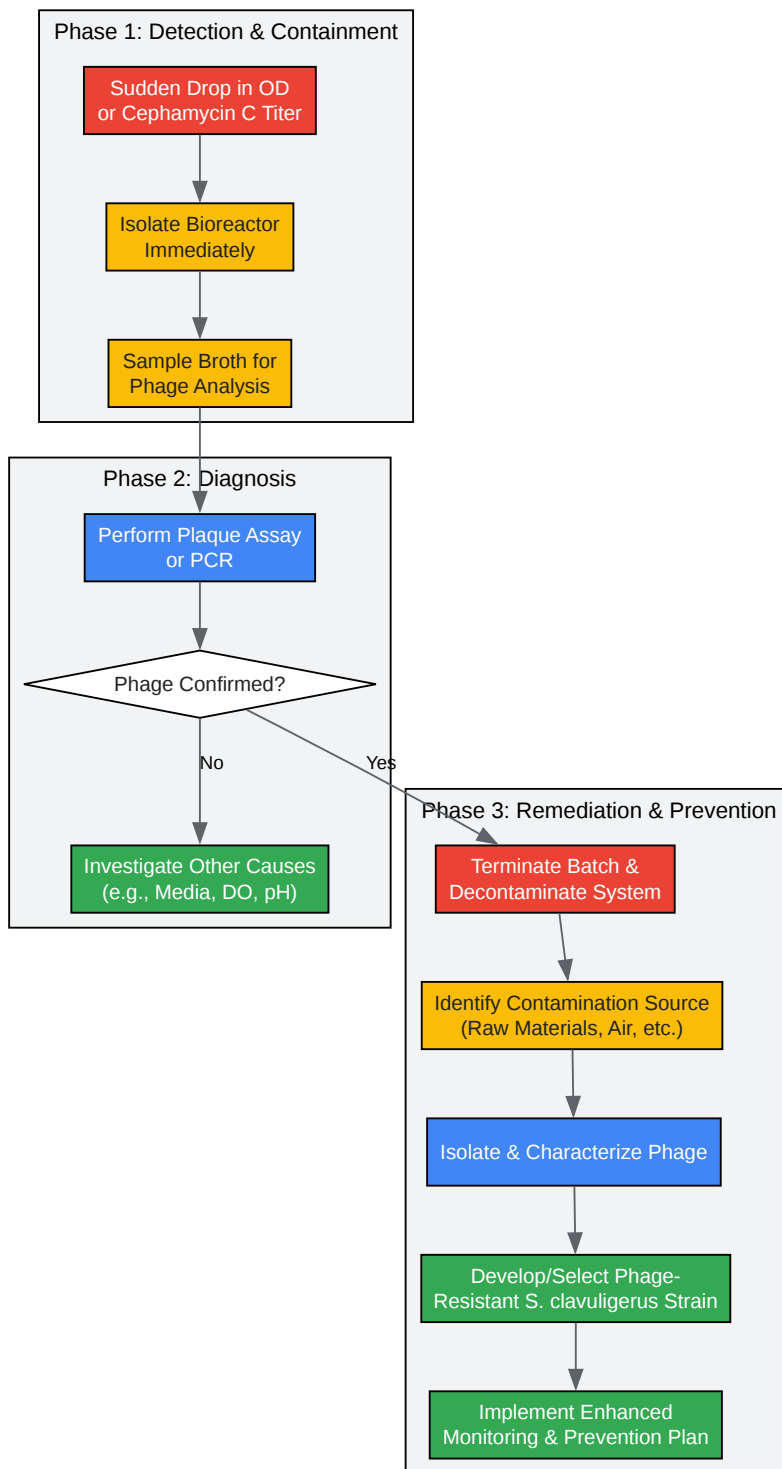 Phase 1: Detection & Containment
Sudden Drop in OD
or Cephamycin C Titer
Isolate Bioreactor
Immediately
Sample Broth for
Phage Analysis
Phase 2: Diagnosis
Perform Plaque Assay
or PCR
Phage Confirmed?
No
Yes
Investigate Other Causes
(e.g., Media, DO, pH)
Phase 3: Remediation & Prevention
Terminate Batch &
Decontaminate System
Identify Contamination Source
(Raw Materials, Air, etc.)
Isolate & Characterize Phage
Develop/Select Phage-
Resistant S. clavuligerus Strain
Implement Enhanced
Monitoring & Prevention Plan